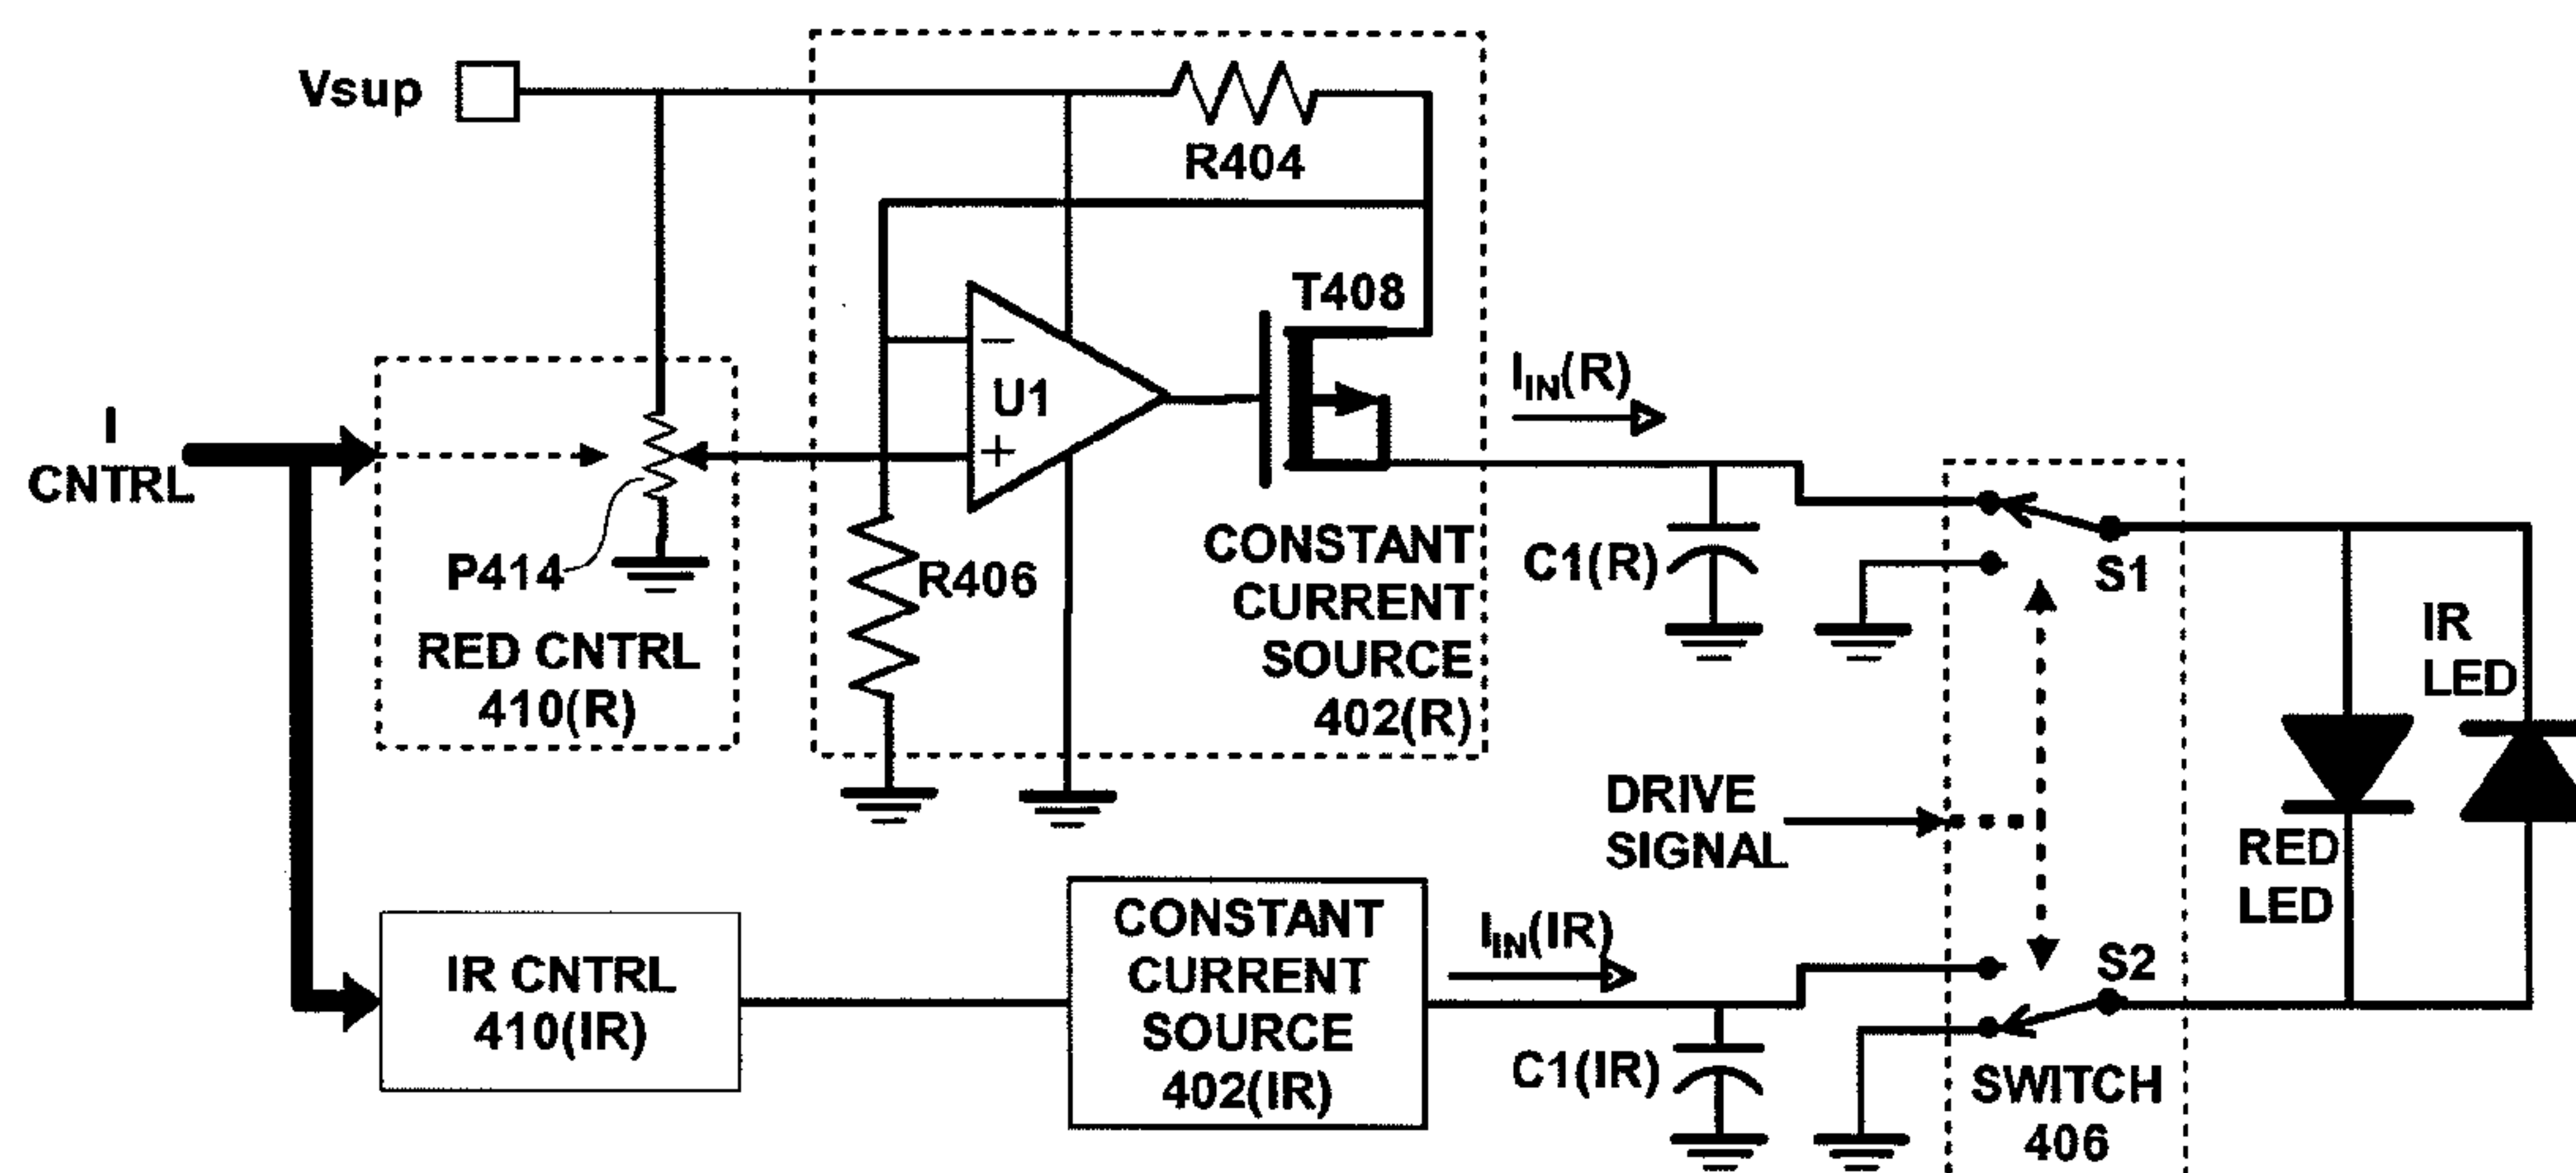 Vsup
R404
T408
−
U1
+
I
CNTRL
P414
RED CNTRL
410(R)
R406
CONSTANT
CURRENT
SOURCE
402(R)
IIN(R)
C1(R)
S1
IR
LED
DRIVE
SIGNAL
RED
LED
IR CNTRL
410(IR)
CONSTANT
CURRENT
SOURCE
402(IR)
IIN(IR)
C1(IR)
S2
SWITCH
406